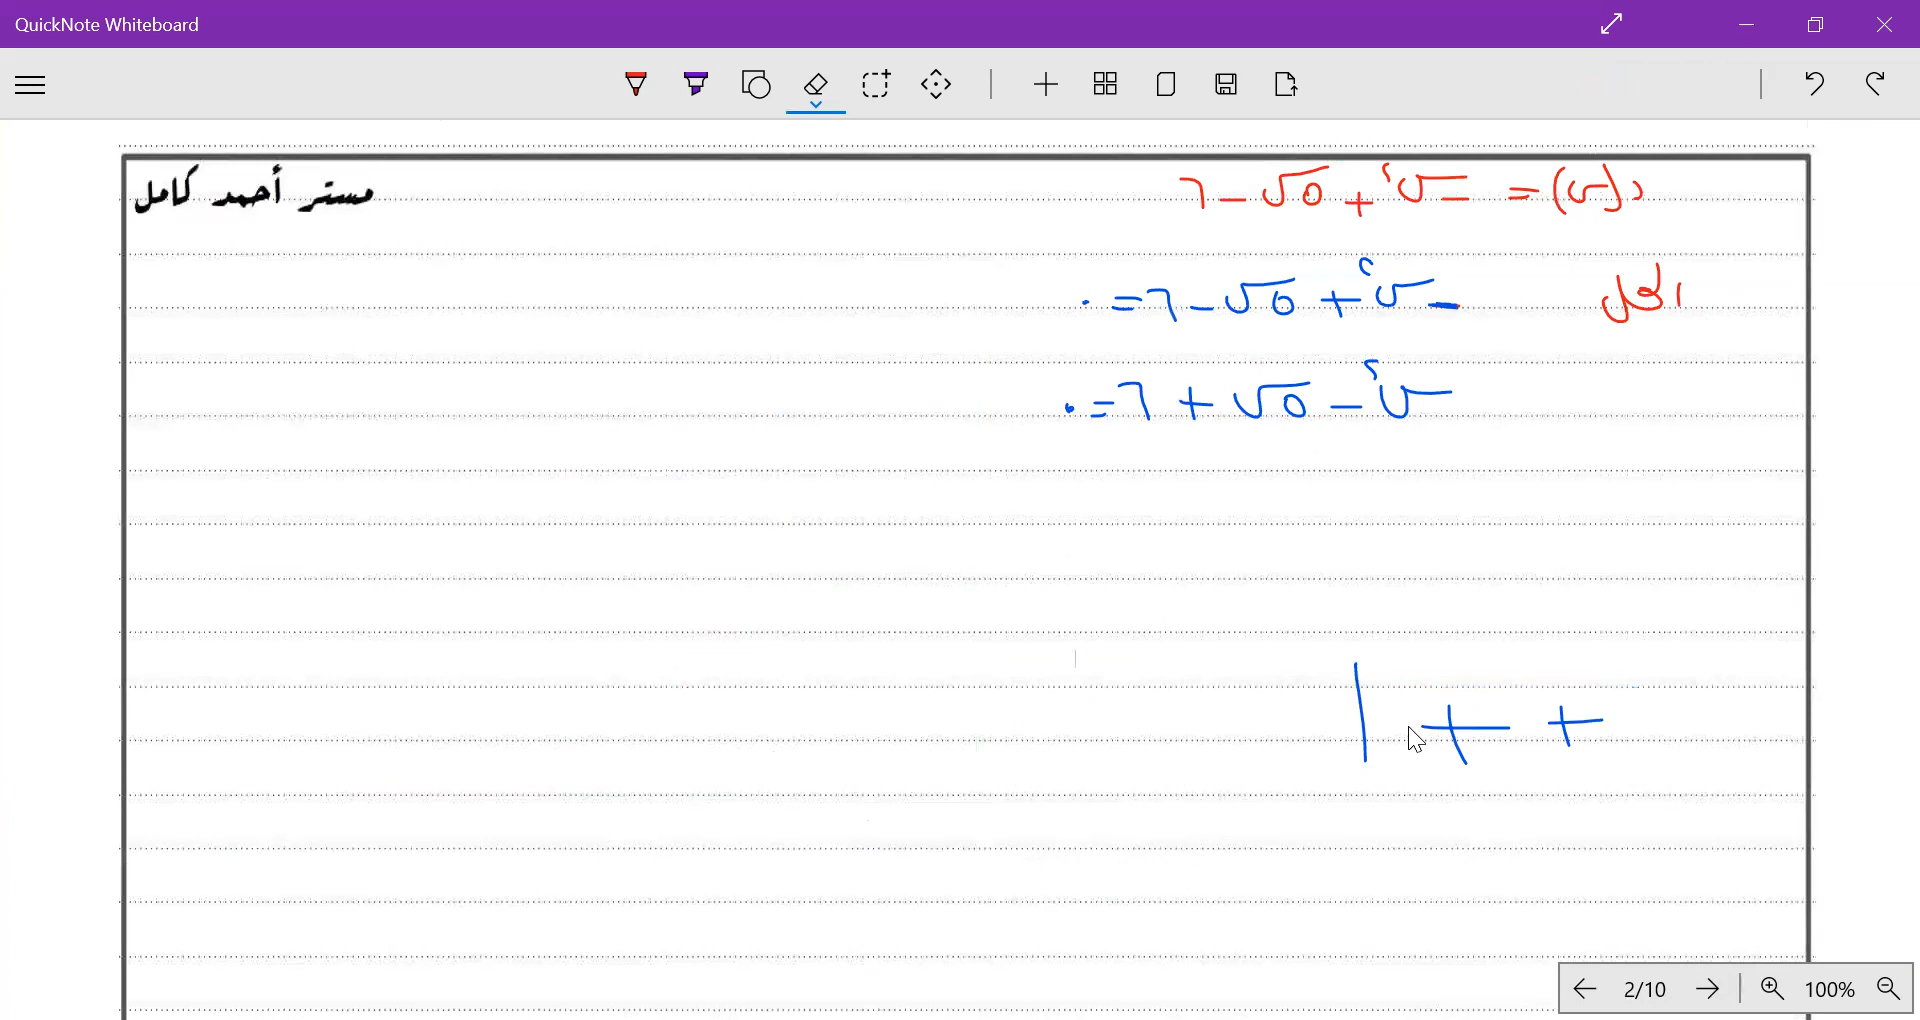 QuickNote Whiteboard
مستر أحمد كامل
د(س) = -س٢ + ٥س - ٦
الحل
-س٢ + ٥س - ٦ = ٠
س٢ - ٥س + ٦ = ٠
+ +
2/10
100%